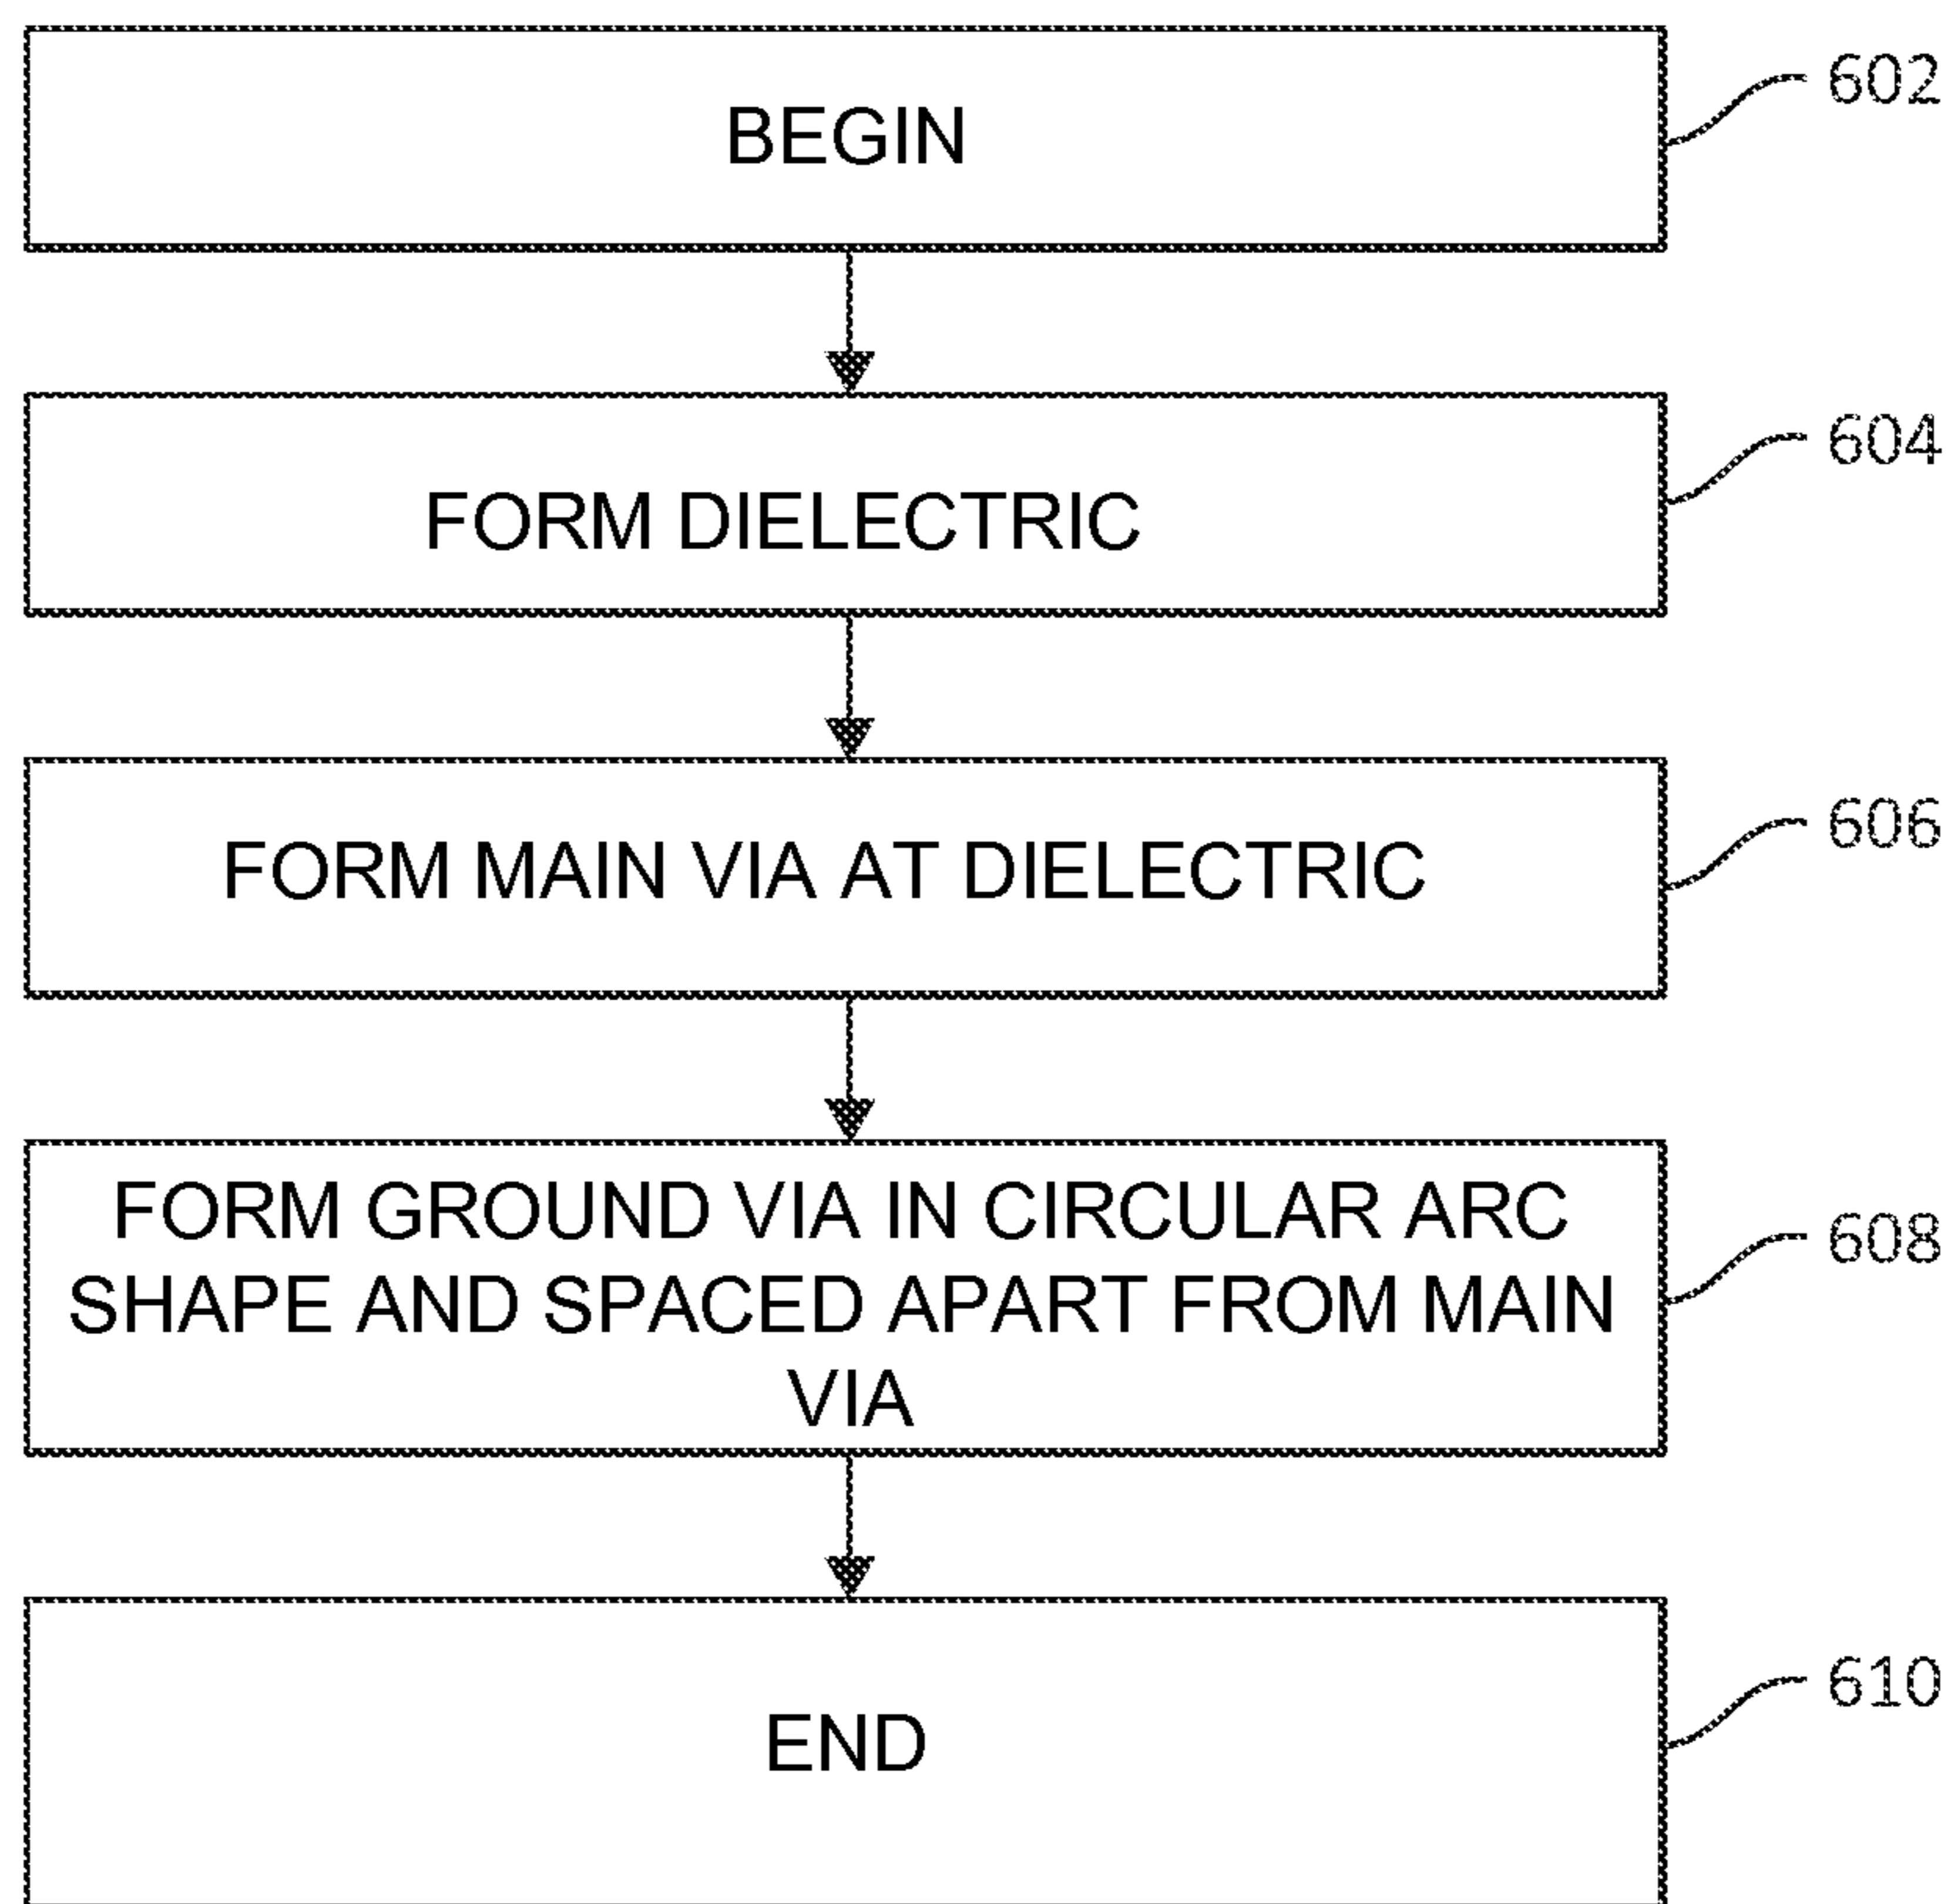 BEGIN
602
FORM DIELECTRIC
604
FORM MAIN VIA AT DIELECTRIC
606
FORM GROUND VIA IN CIRCULAR ARC
SHAPE AND SPACED APART FROM MAIN
VIA
608
END
610